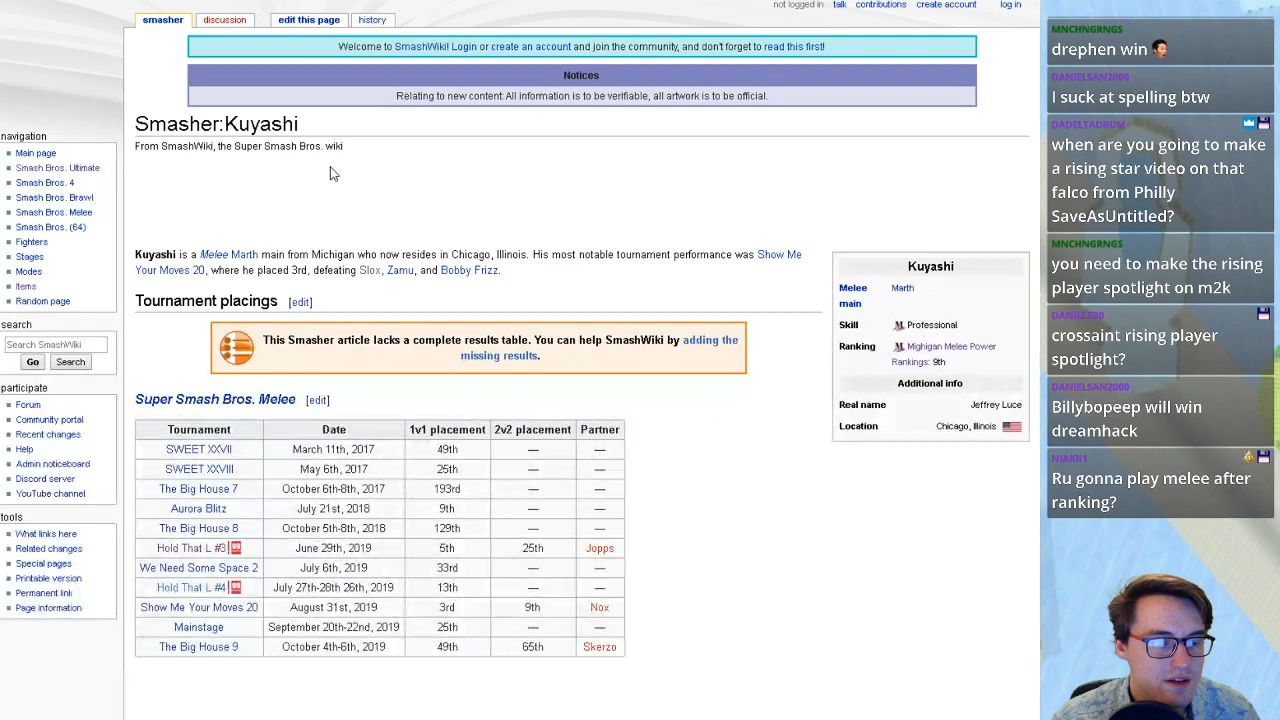 smasher discussion edit this page history
not logged in talk contributions create account log in
Welcome to SmashWiki! Login or create an account and join the community, and don't forget to read this first!
Notices
Relating to new content: All information is to be verifiable, all artwork is to be official.
Smasher:Kuyashi
From SmashWiki, the Super Smash Bros. wiki
navigation
Main page
Smash Bros. Ultimate
Smash Bros. 4
Smash Bros. Brawl
Smash Bros. Melee
Smash Bros. (64)
Fighters
Stages
Modes
Items
Random page
search
Search SmashWiki
Go Search
participate
Forum
Community portal
Recent changes
Help
Admin noticeboard
Discord server
YouTube channel
tools
What links here
Related changes
Special pages
Printable version
Permanent link
Page information
Kuyashi is a Melee Marth main from Michigan who now resides in Chicago, Illinois. His most notable tournament performance was Show Me
Your Moves 20, where he placed 3rd, defeating Slox, Zamu, and Bobby Frizz.
Tournament placings [edit]
This Smasher article lacks a complete results table. You can help SmashWiki by adding the
missing results.
Super Smash Bros. Melee [edit]
Tournament Date 1v1 placement 2v2 placement Partner
SWEET XXVII March 11th, 2017 49th — —
SWEET XXVIII May 6th, 2017 25th — —
The Big House 7 October 6th-8th, 2017 193rd — —
Aurora Blitz July 21st, 2018 9th — —
The Big House 8 October 5th-8th, 2018 129th — —
Hold That L #3 June 29th, 2019 5th 25th Jopps
We Need Some Space 2 July 6th, 2019 33rd — —
Hold That L #4 July 27th-28th 26th, 2019 13th — —
Show Me Your Moves 20 August 31st, 2019 3rd 9th Nox
Mainstage September 20th-22nd, 2019 25th — —
The Big House 9 October 4th-6th, 2019 49th 65th Skerzo
Kuyashi
Melee main Marth
Skill Professional
Ranking Mighigan Melee Power
Rankings: 9th
Additional info
Real name Jeffrey Luce
Location Chicago, Illinois
MNCHNGRNGS
drephen win
DANIELSAN2000
I suck at spelling btw
DADELTADRUM
when are you going to make
a rising star video on that
falco from Philly
SaveAsUntitled?
MNCHNGRNGS
you need to make the rising
player spotlight on m2k
crossaint rising player
spotlight?
DANIELSAN2000
Billybopeep will win
dreamhack
Ru gonna play melee after
ranking?